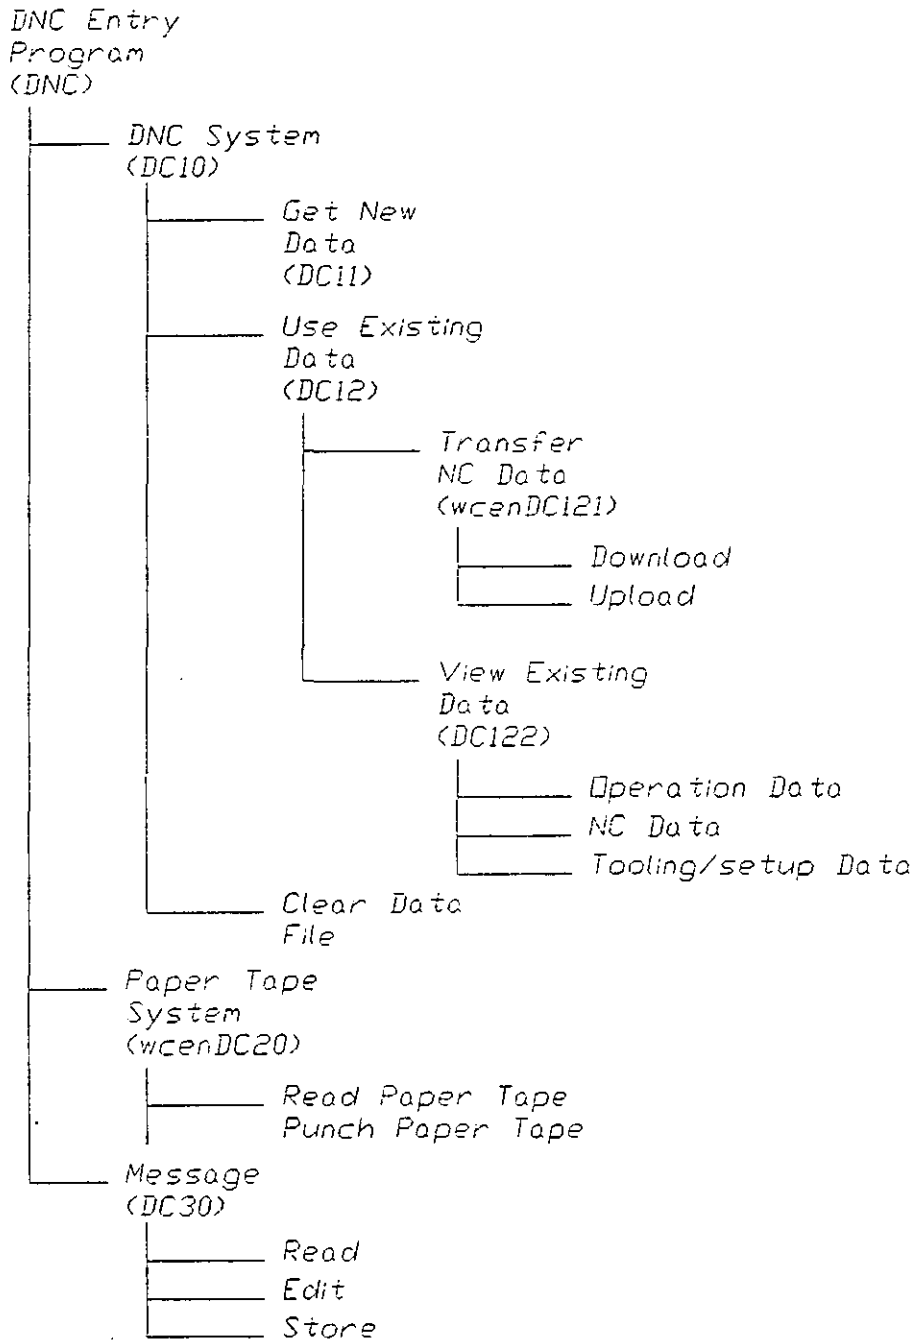 DNC Entry
Program
(DNC)
DNC System
(DC10)
Get New
Data
(DC11)
Use Existing
Data
(DC12)
Transfer
NC Data
(wcenDC121)
Download
Upload
View Existing
Data
(DC122)
Operation Data
NC Data
Tooling/setup Data
Clear Data
File
Paper Tape
System
(wcenDC20)
Read Paper Tape
Punch Paper Tape
Message
(DC30)
Read
Edit
Store